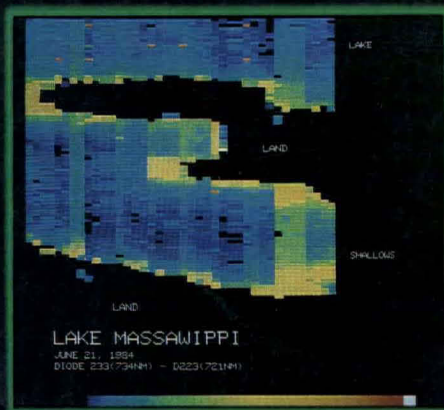 LAKE
LAND
SHALLOWS
LAND
LAKE MASSAWIPPI
JUNE 21, 1984
DIODE 233(734NM) - D223(721NM)